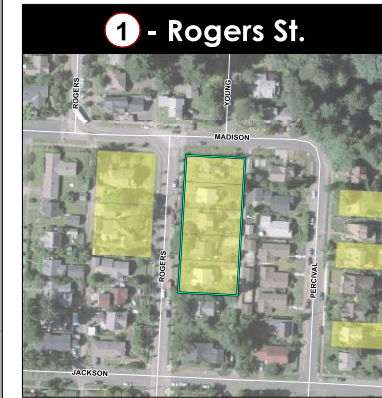 1 - Rogers St.
ROGERS
YOUNG
MADISON
ROGERS
PERCIVAL
JACKSON